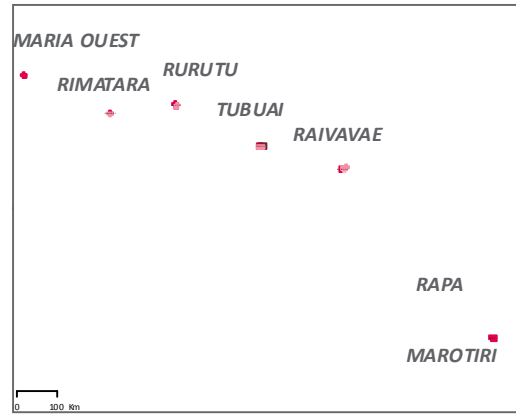 MARIA OUEST
RURUTU
RIMATARA
TUBUAI
RAIVAVAE
RAPA
MAROTIRI
0 100 Km